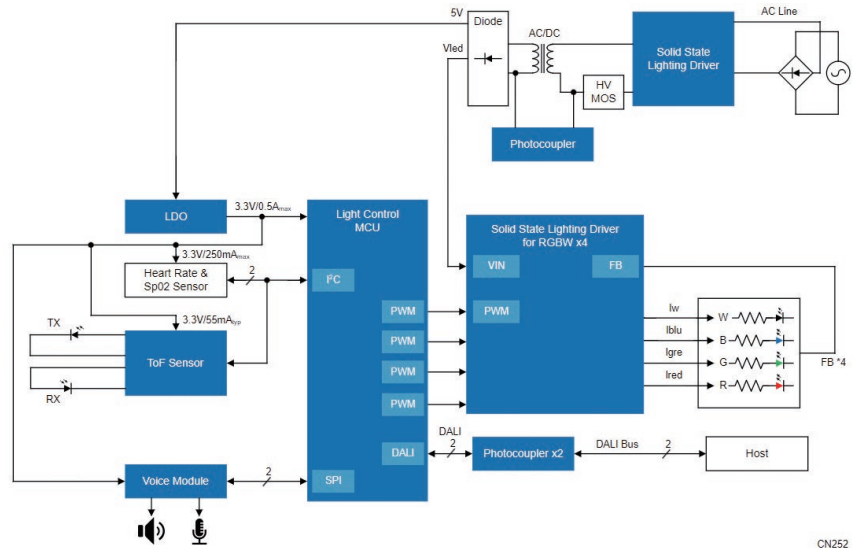 5V
Diode
Vled
AC/DC
HV
MOS
Solid State
Lighting Driver
AC Line
Photocoupler
LDO
3.3V/0.5Amax
Light Control
MCU
Solid State Lighting Driver
for RGBW x4
3.3V/250mAmax
Heart Rate &
Sp02 Sensor
2
I²C
VIN
FB
TX
3.3V/55mAtyp
ToF Sensor
RX
PWM
PWM
PWM
PWM
PWM
Iw
Iblu
Igre
Ired
W
B
G
R
FB *4
DALI
DALI
2
Photocoupler x2
DALI Bus
2
Host
Voice Module
2
SPI
CN252